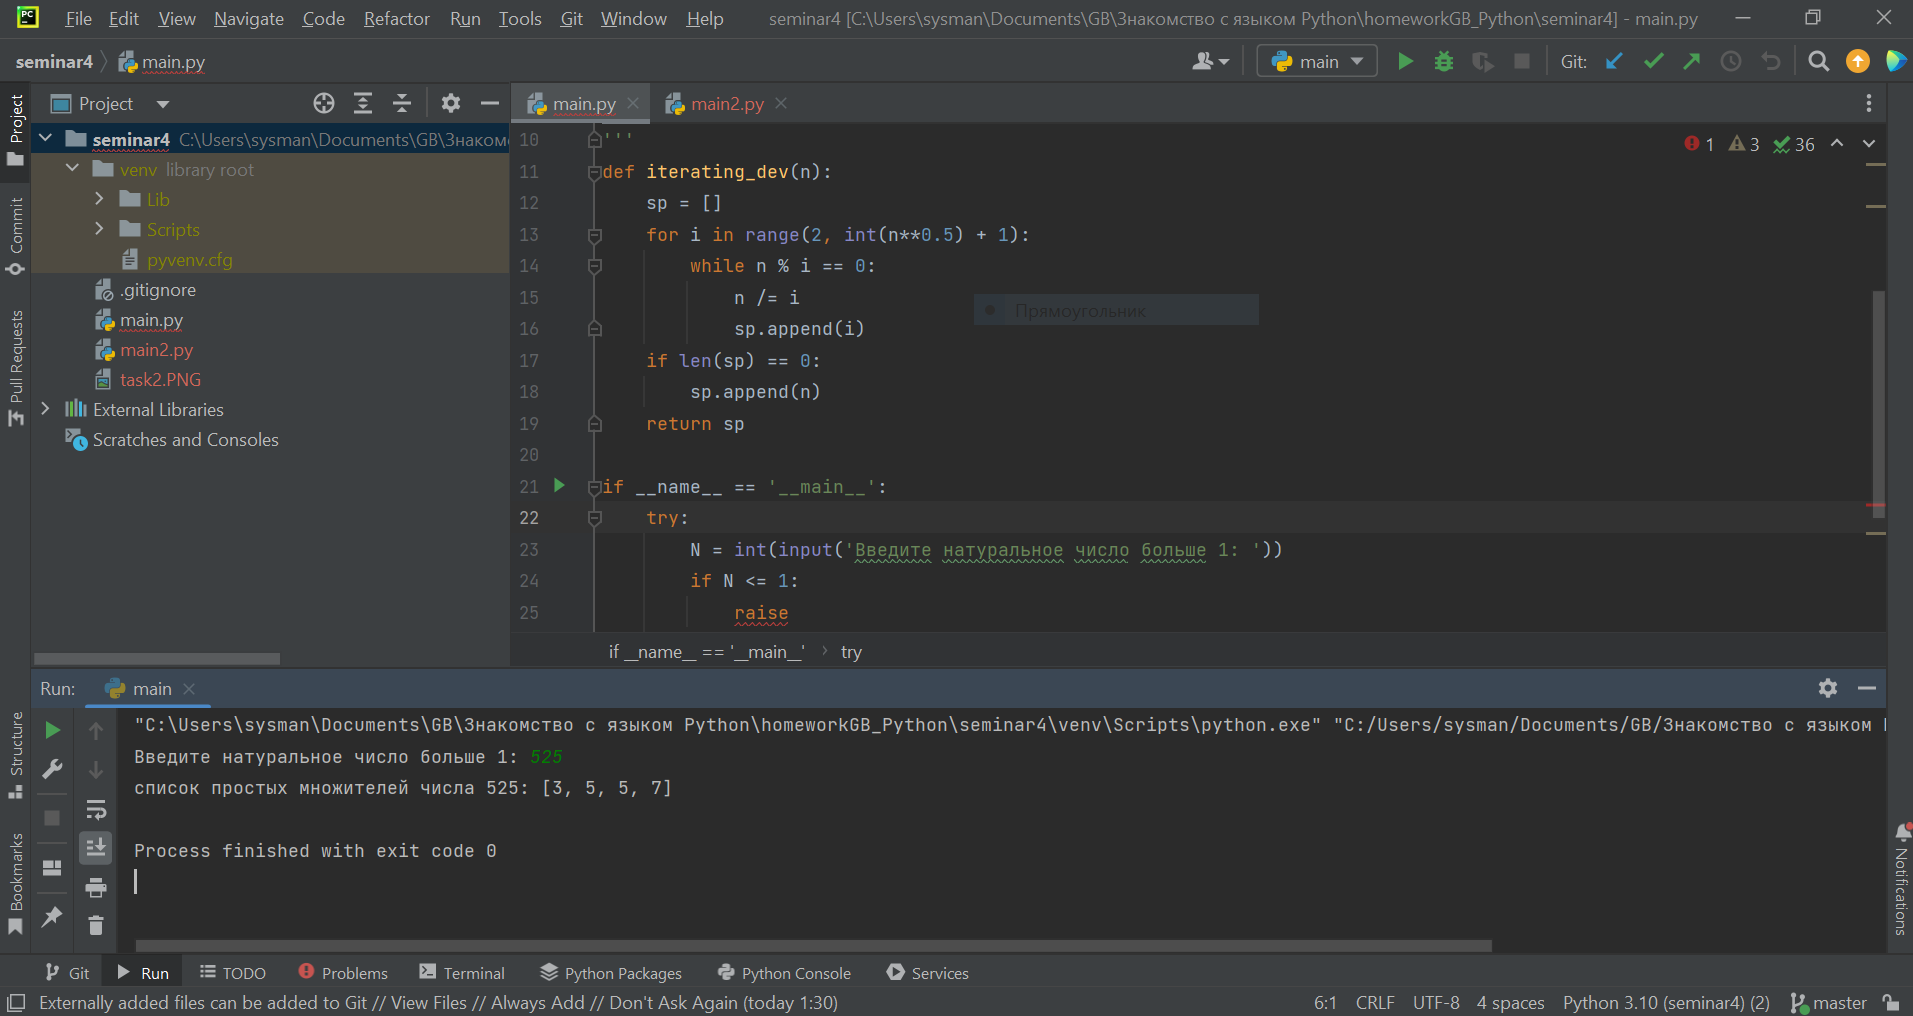 File Edit View Navigate Code Refactor Run Tools Git Window Help seminar4 [C:\Users\sysman\Documents\GB\Знакомство с языком Python\homeworkGB_Python\seminar4] - main.py
seminar4 main.py main Git:
Project main.py main2.py
Project
Commit
Pull Requests
Structure
Bookmarks
seminar4 C:\Users\sysman\Documents\GB\Знаком
venv library root
Lib
Scripts
pyvenv.cfg
.gitignore
main.py
main2.py
task2.PNG
External Libraries
Scratches and Consoles
1 3 36
10 '''
11 def iterating_dev(n):
12 sp = []
13 for i in range(2, int(n**0.5) + 1):
14 while n % i == 0:
15 n /= i
16 sp.append(i)
17 if len(sp) == 0:
18 sp.append(n)
19 return sp
20
21 if __name__ == '__main__':
22 try:
23 N = int(input('Введите натуральное число больше 1: '))
24 if N <= 1:
25 raise
Прямоугольник
if __name__ == '__main__' › try
Run: main
"C:\Users\sysman\Documents\GB\Знакомство с языком Python\homeworkGB_Python\seminar4\venv\Scripts\python.exe" "C:/Users/sysman/Documents/GB/Знакомство с языком
Введите натуральное число больше 1: 525
список простых множителей числа 525: [3, 5, 5, 7]
Process finished with exit code 0
Notifications
Git Run TODO Problems Terminal Python Packages Python Console Services
Externally added files can be added to Git // View Files // Always Add // Don't Ask Again (today 1:30) 6:1 CRLF UTF-8 4 spaces Python 3.10 (seminar4) (2) master